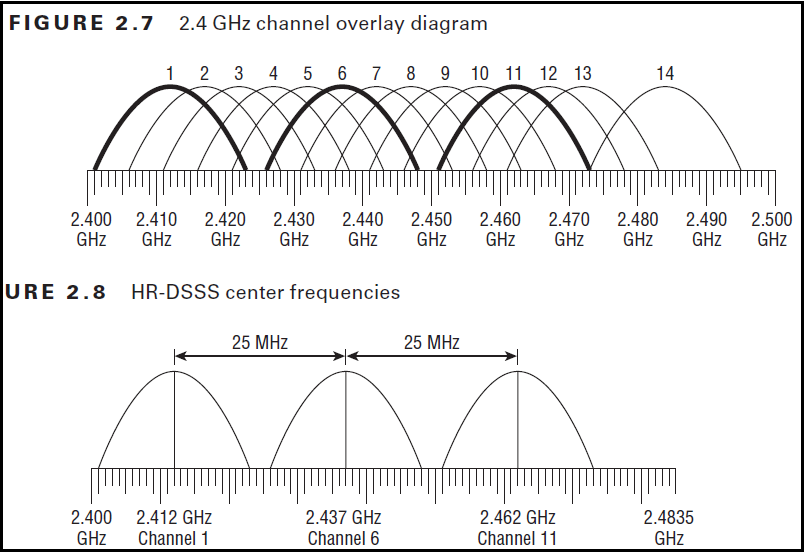 FIGURE 2.7 2.4 GHz channel overlay diagram
1 2 3 4 5 6 7 8 9 10 11 12 13 14
2.400 2.410 2.420 2.430 2.440 2.450 2.460 2.470 2.480 2.490 2.500
GHz GHz GHz GHz GHz GHz GHz GHz GHz GHz GHz
URE 2.8 HR-DSSS center frequencies
25 MHz 25 MHz
2.400 2.412 GHz 2.437 GHz 2.462 GHz 2.4835
GHz Channel 1 Channel 6 Channel 11 GHz